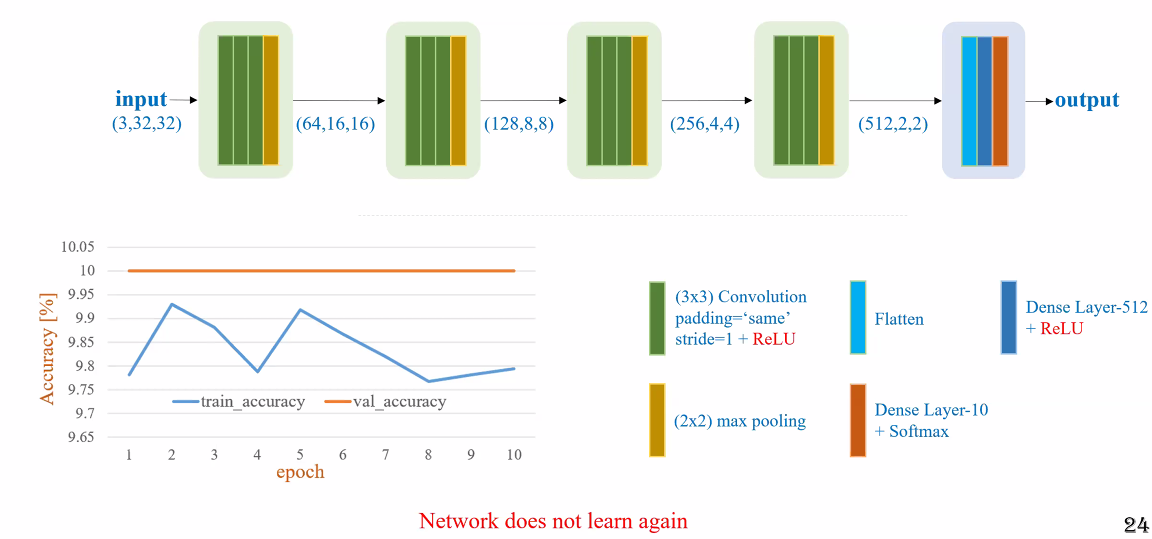 input
(3,32,32)
(64,16,16)
(128,8,8)
(256,4,4)
(512,2,2)
output
10.05
10
9.95
9.9
9.85
9.8
9.75
9.7
9.65
Accuracy [%]
train_accuracy
val_accuracy
1 2 3 4 5 6 7 8 9 10
epoch
(3x3) Convolution
padding=‘same’
stride=1 + ReLU
Flatten
Dense Layer-512
+ ReLU
(2x2) max pooling
Dense Layer-10
+ Softmax
Network does not learn again
24